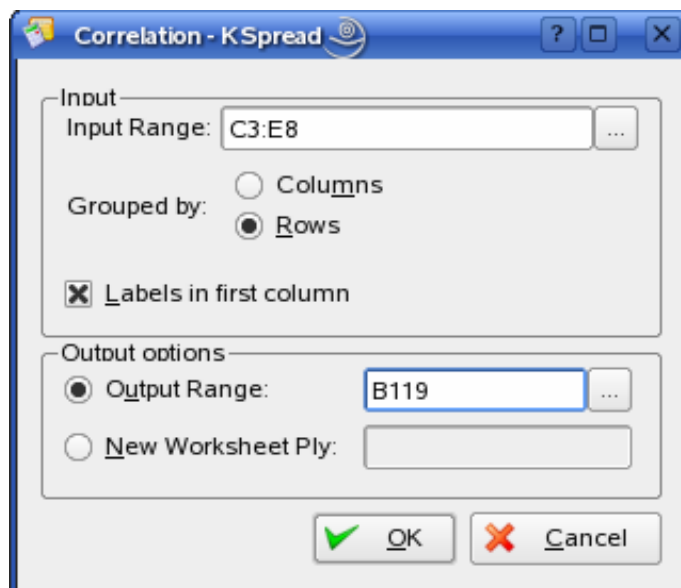 Correlation - KSpread
Input
Input Range: C3:E8 ...
Columns
Grouped by:
Rows
Labels in first column
Output options
Output Range: B119 ...
New Worksheet Ply:
OK Cancel